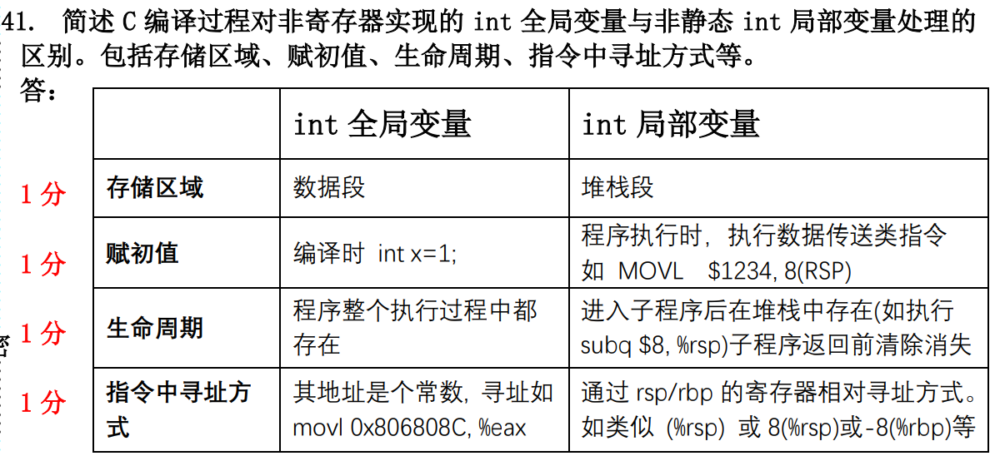 41. 简述 C 编译过程对非寄存器实现的 int 全局变量与非静态 int 局部变量处理的
区别。包括存储区域、赋初值、生命周期、指令中寻址方式等。
答:
int 全局变量 int 局部变量
1 分 存储区域 数据段 堆栈段
1 分 赋初值 编译时 int x=1; 程序执行时, 执行数据传送类指令
如 MOVL $1234, 8(RSP)
1 分 生命周期 程序整个执行过程中都
存在 进入子程序后在堆栈中存在(如执行
subq $8, %rsp)子程序返回前清除消失
1 分 指令中寻址方
式 其地址是个常数, 寻址如
movl 0x806808C, %eax 通过 rsp/rbp 的寄存器相对寻址方式。
如类似 (%rsp) 或 8(%rsp)或-8(%rbp)等